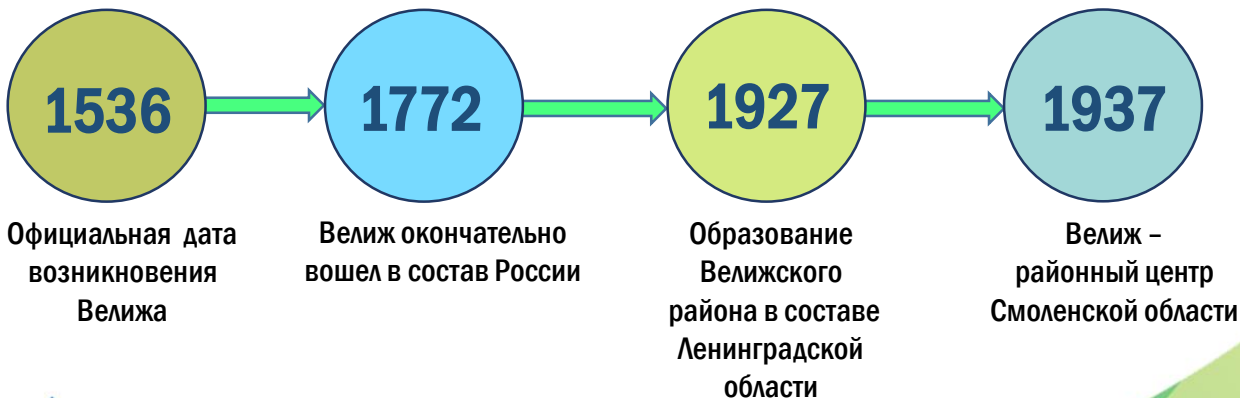 1536
1772
1927
1937
Официальная дата
возникновения
Велижа
Велиж окончательно
вошел в состав России
Образование
Велижского
района в составе
Ленинградской
области
Велиж –
районный центр
Смоленской области